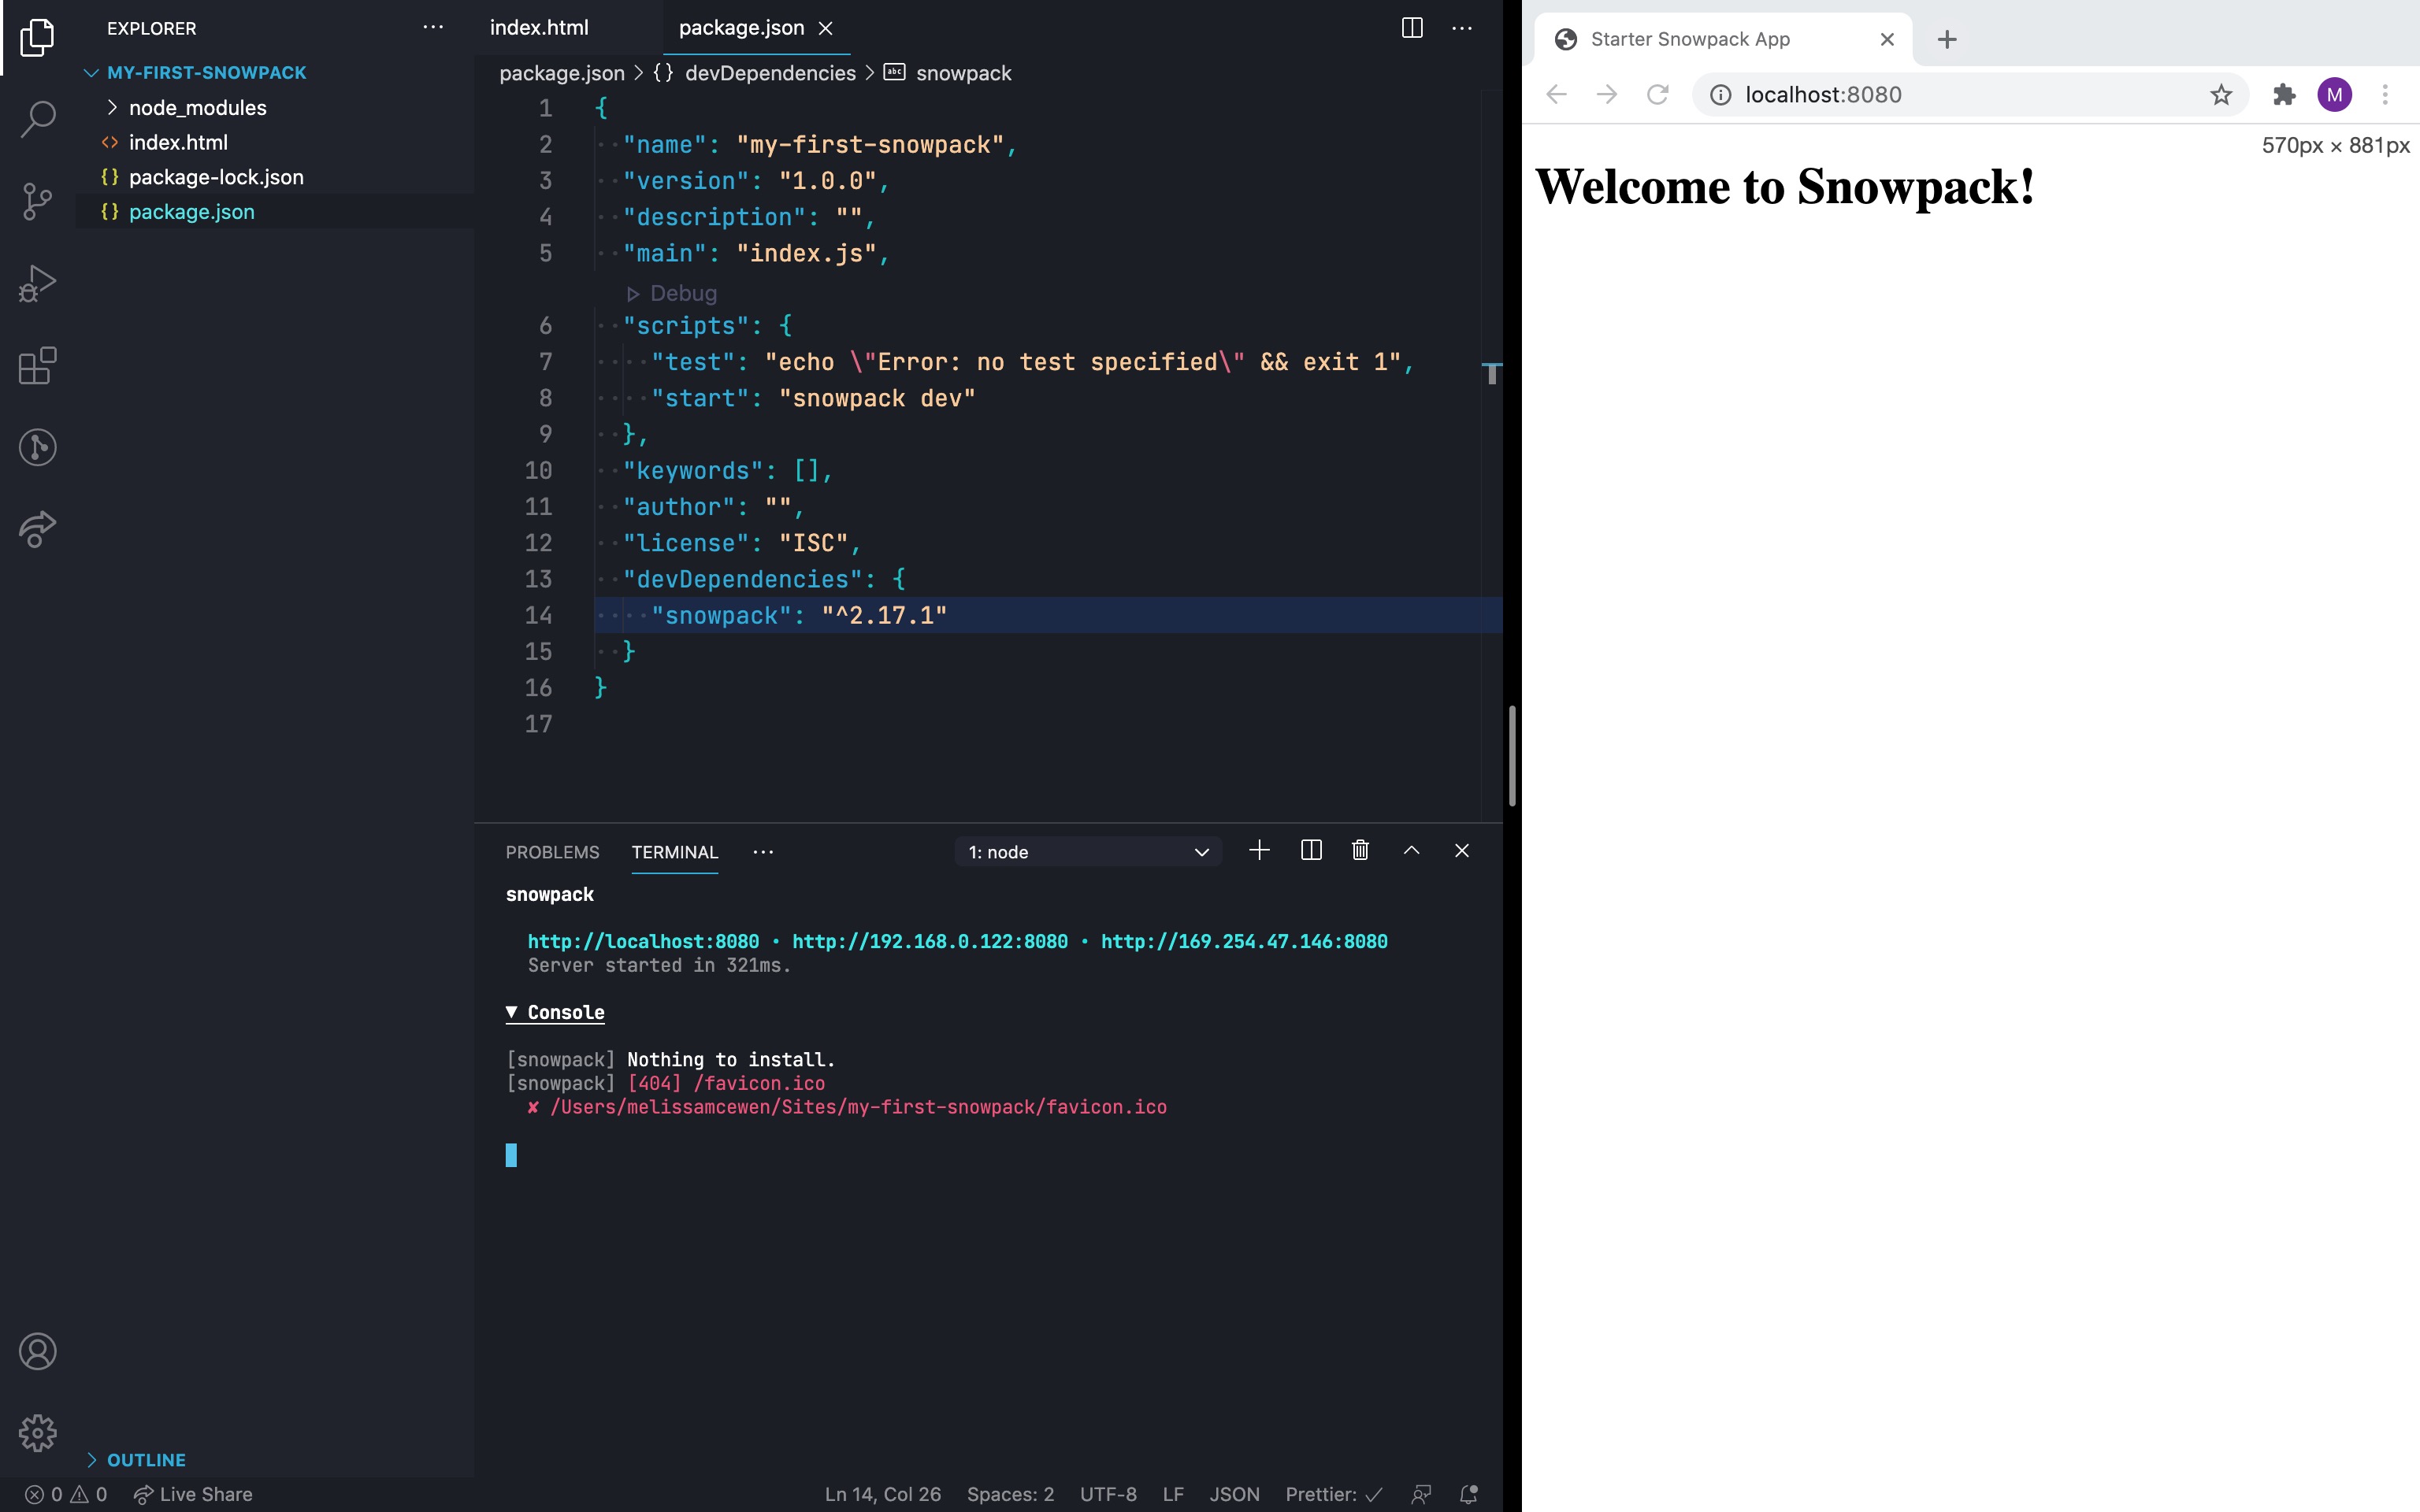 EXPLORER
MY-FIRST-SNOWPACK
node_modules
<> index.html
{} package-lock.json
{} package.json
OUTLINE
index.html
package.json
package.json > {} devDependencies > abc snowpack
1 {
2 "name": "my-first-snowpack",
3 "version": "1.0.0",
4 "description": "",
5 "main": "index.js",
Debug
6 "scripts": {
7 "test": "echo \"Error: no test specified\" && exit 1",
8 "start": "snowpack dev"
9 },
10 "keywords": [],
11 "author": "",
12 "license": "ISC",
13 "devDependencies": {
14 "snowpack": "^2.17.1"
15 }
16 }
17
PROBLEMS TERMINAL ··· 1: node
snowpack
http://localhost:8080 • http://192.168.0.122:8080 • http://169.254.47.146:8080
Server started in 321ms.
▼ Console
[snowpack] Nothing to install.
[snowpack] [404] /favicon.ico
✘ /Users/melissamcewen/Sites/my-first-snowpack/favicon.ico
0 0 Live Share Ln 14, Col 26 Spaces: 2 UTF-8 LF JSON Prettier: ✓
Starter Snowpack App
localhost:8080
M
570px × 881px
Welcome to Snowpack!